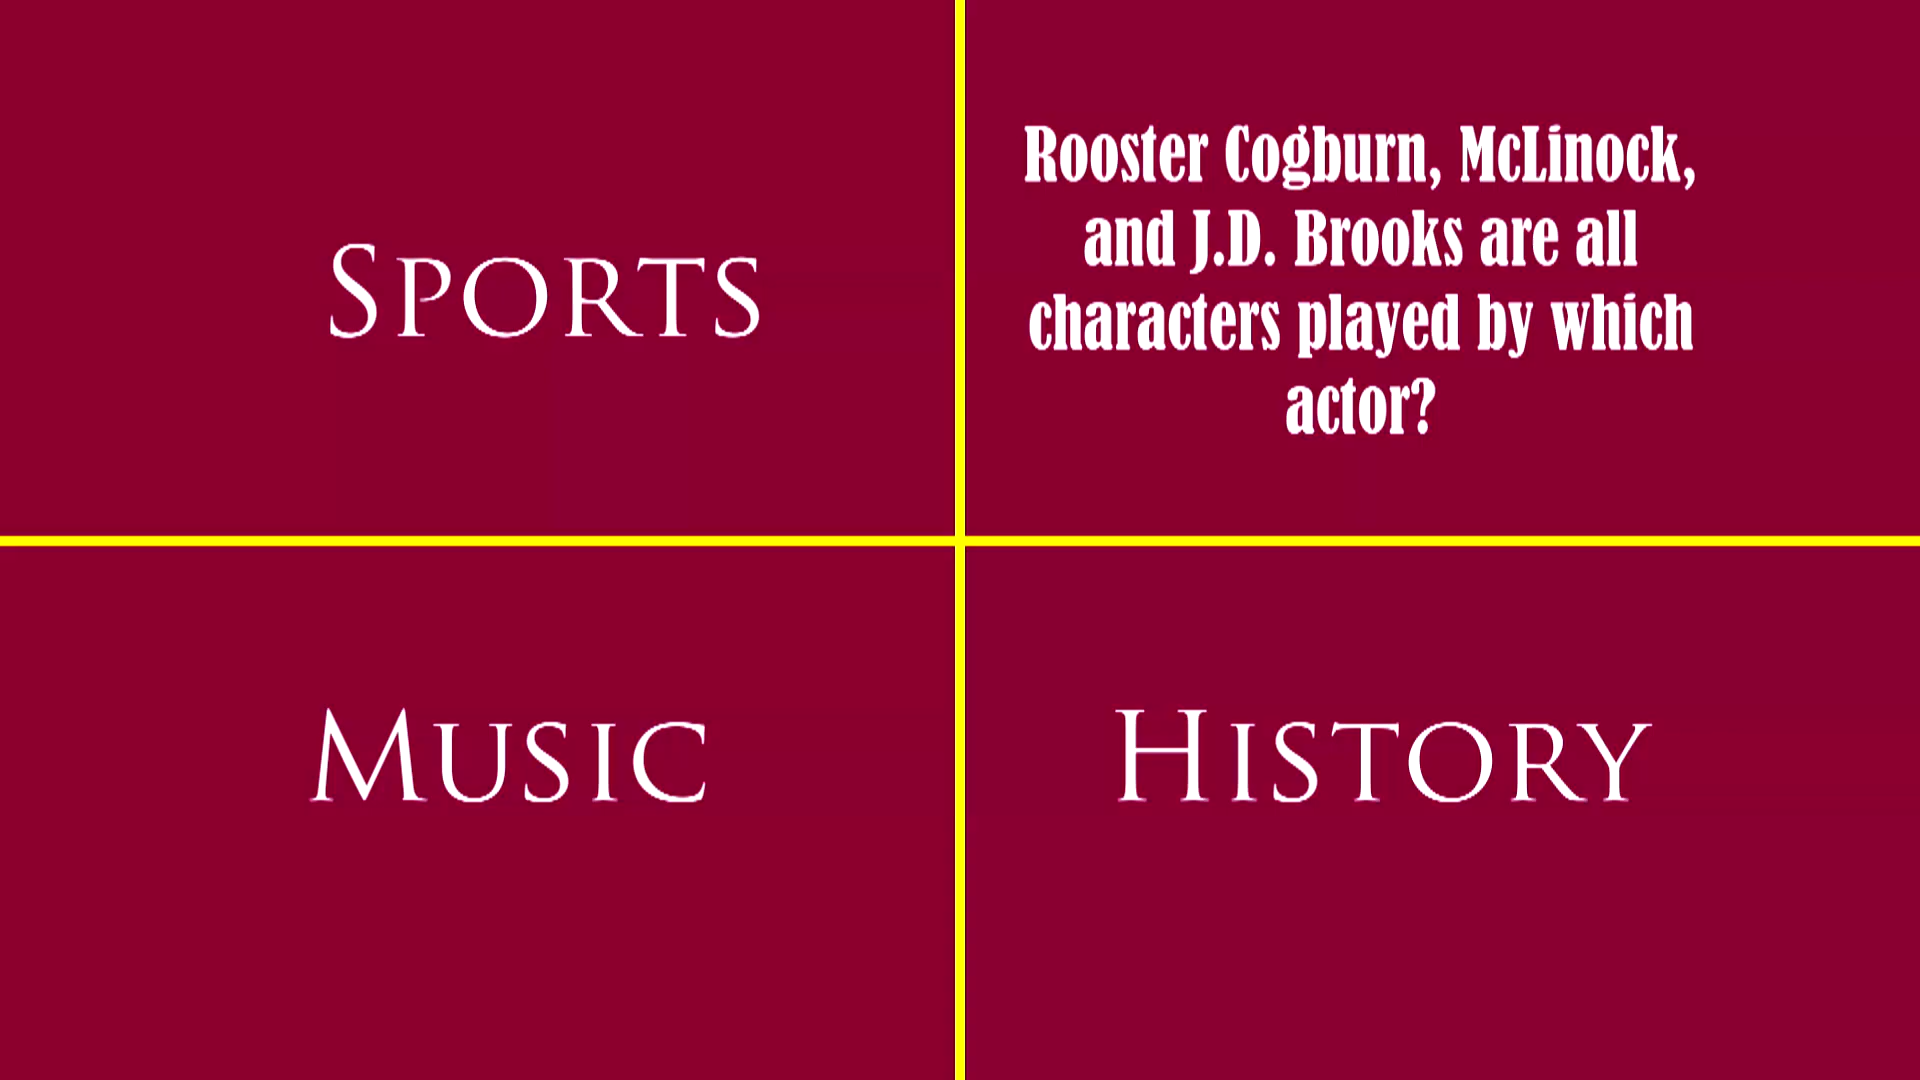 Sports
Rooster Cogburn, McLinock,
and J.D. Brooks are all
characters played by which
actor?
Music
History